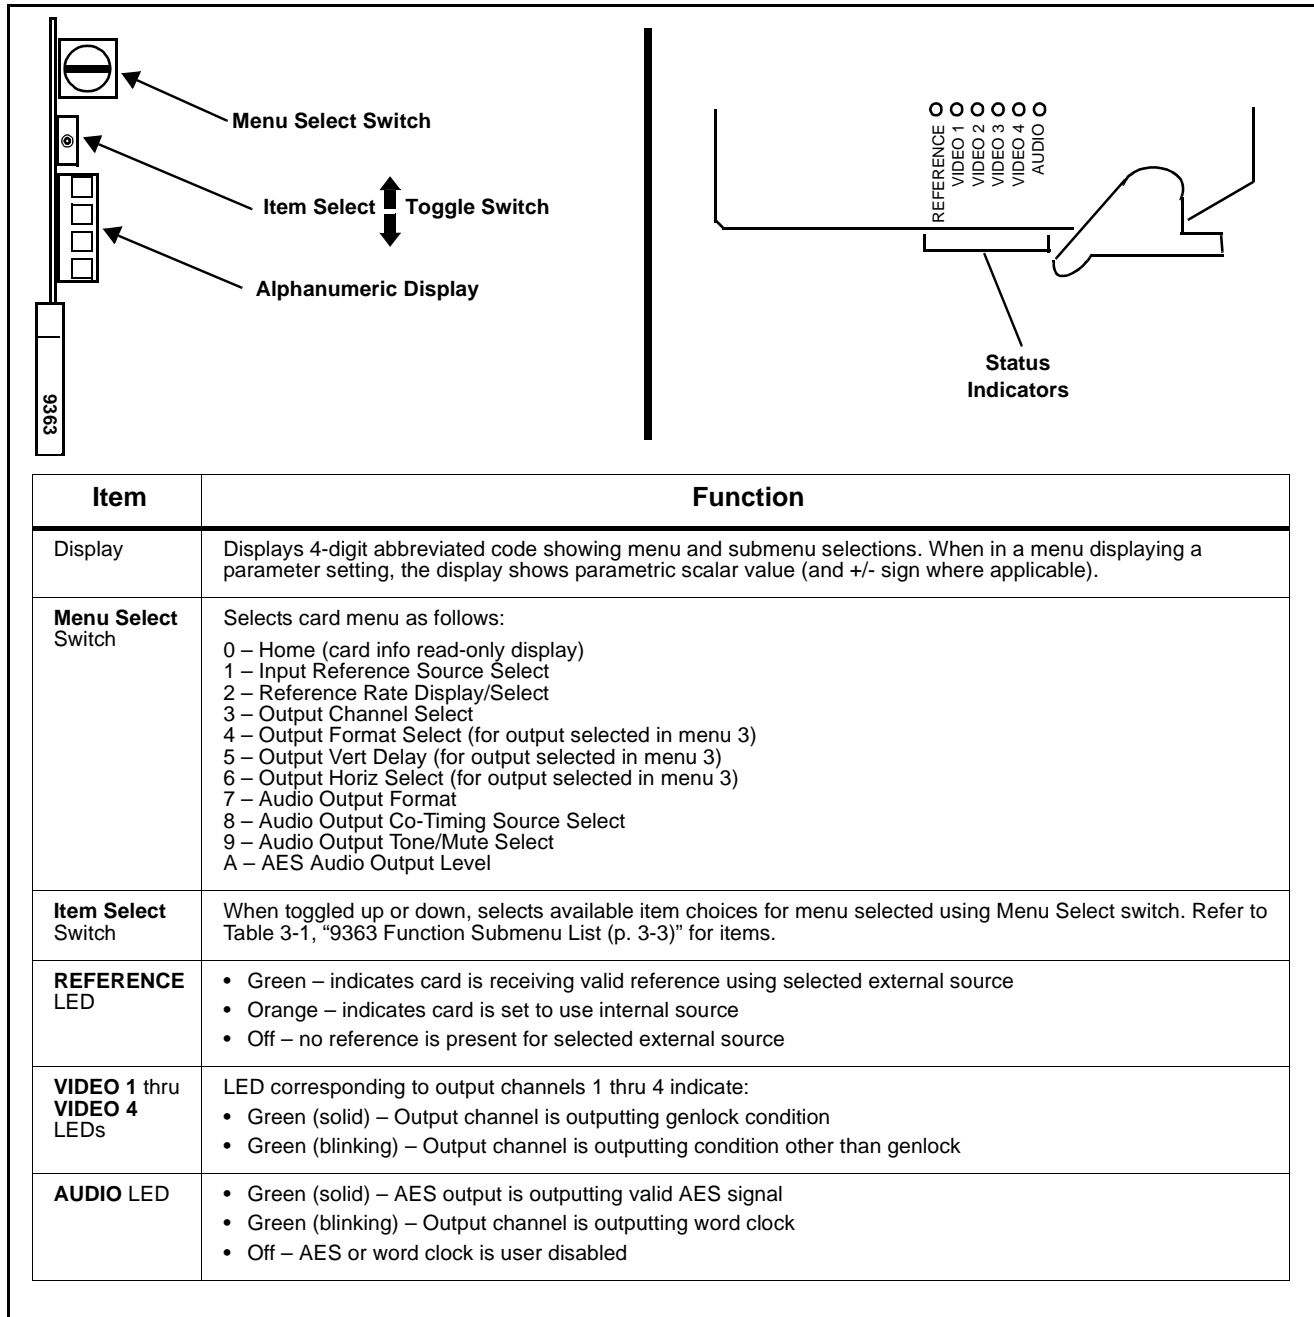 Menu Select Switch
Item Select Toggle Switch
Alphanumeric Display
9363
REFERENCE
VIDEO 1
VIDEO 2
VIDEO 3
VIDEO 4
AUDIO
Status
Indicators
Item Function
Display Displays 4-digit abbreviated code showing menu and submenu selections. When in a menu displaying a
parameter setting, the display shows parametric scalar value (and +/- sign where applicable).
Menu Select
Switch
Selects card menu as follows:
0 – Home (card info read-only display)
1 – Input Reference Source Select
2 – Reference Rate Display/Select
3 – Output Channel Select
4 – Output Format Select (for output selected in menu 3)
5 – Output Vert Delay (for output selected in menu 3)
6 – Output Horiz Select (for output selected in menu 3)
7 – Audio Output Format
8 – Audio Output Co-Timing Source Select
9 – Audio Output Tone/Mute Select
A – AES Audio Output Level
Item Select
Switch
When toggled up or down, selects available item choices for menu selected using Menu Select switch. Refer to
Table 3-1, “9363 Function Submenu List (p. 3-3)” for items.
REFERENCE
LED
• Green – indicates card is receiving valid reference using selected external source
• Orange – indicates card is set to use internal source
• Off – no reference is present for selected external source
VIDEO 1 thru
VIDEO 4
LEDs
LED corresponding to output channels 1 thru 4 indicate:
• Green (solid) – Output channel is outputting genlock condition
• Green (blinking) – Output channel is outputting condition other than genlock
AUDIO LED
• Green (solid) – AES output is outputting valid AES signal
• Green (blinking) – Output channel is outputting word clock
• Off – AES or word clock is user disabled